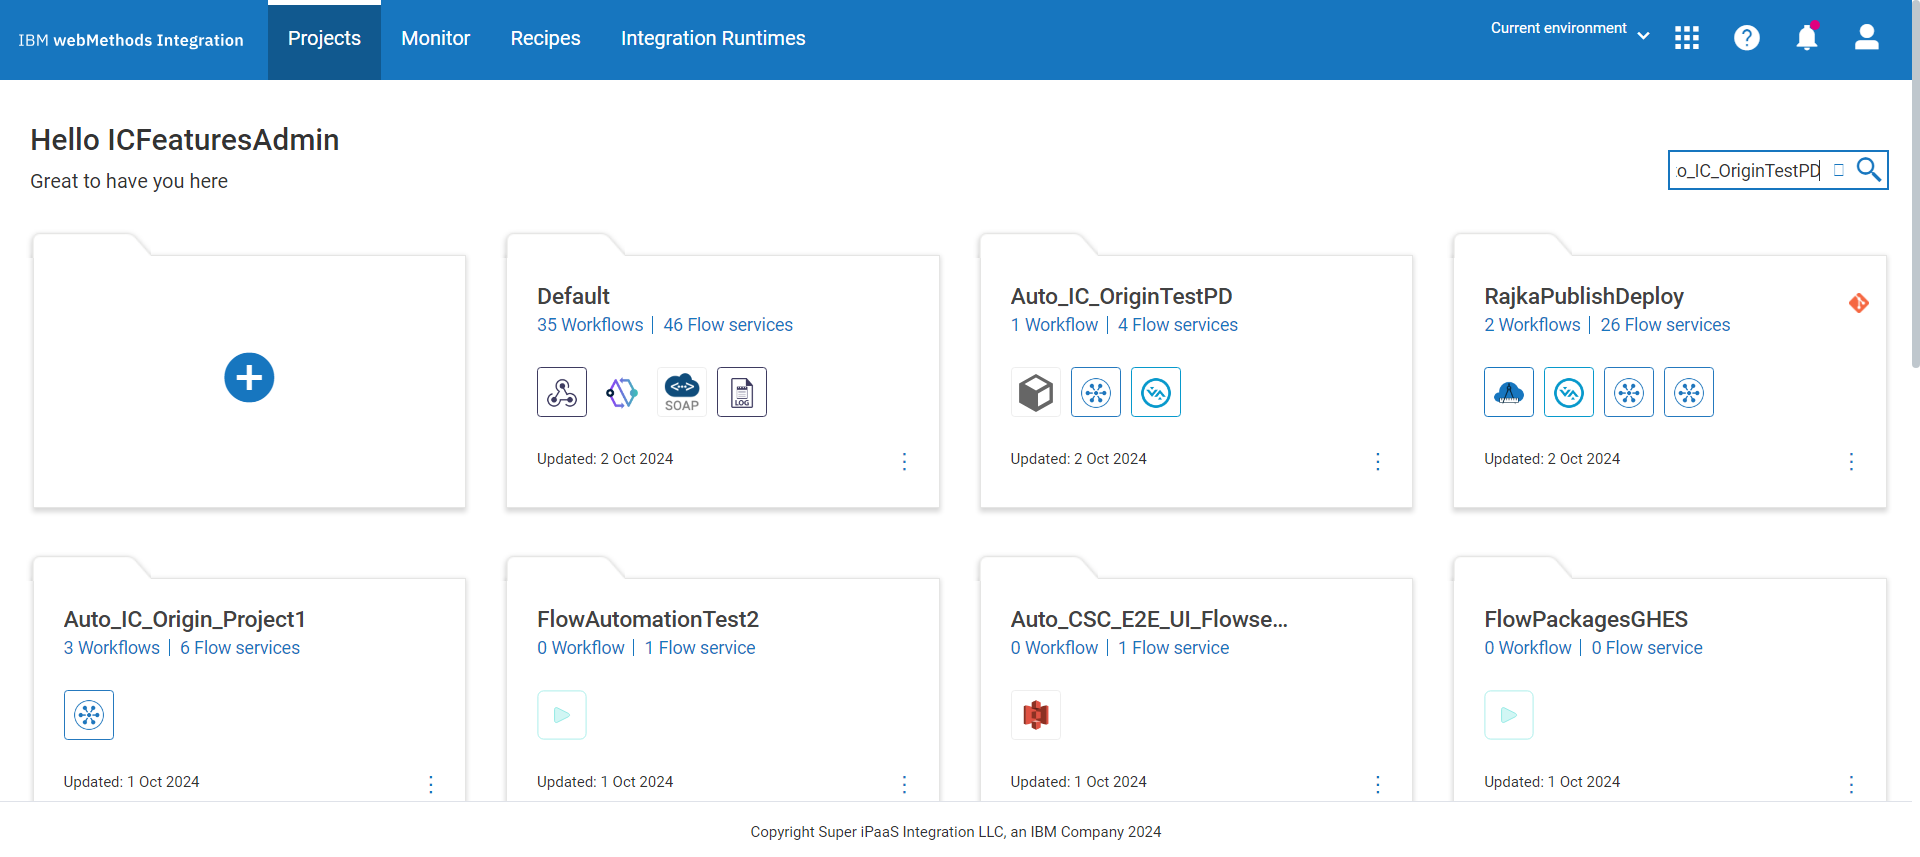 IBM webMethods Integration
Projects
Monitor
Recipes
Integration Runtimes
Current environment
Hello ICFeaturesAdmin
Great to have you here
o_IC_OriginTestPD
Default
35 Workflows | 46 Flow services
SOAP
LOG
Updated: 2 Oct 2024
Auto_IC_OriginTestPD
1 Workflow | 4 Flow services
Updated: 2 Oct 2024
RajkaPublishDeploy
2 Workflows | 26 Flow services
Updated: 2 Oct 2024
Auto_IC_Origin_Project1
3 Workflows | 6 Flow services
Updated: 1 Oct 2024
FlowAutomationTest2
0 Workflow | 1 Flow service
Updated: 1 Oct 2024
Auto_CSC_E2E_UI_Flowse...
0 Workflow | 1 Flow service
Updated: 1 Oct 2024
FlowPackagesGHES
0 Workflow | 0 Flow service
Updated: 1 Oct 2024
Copyright Super iPaaS Integration LLC, an IBM Company 2024